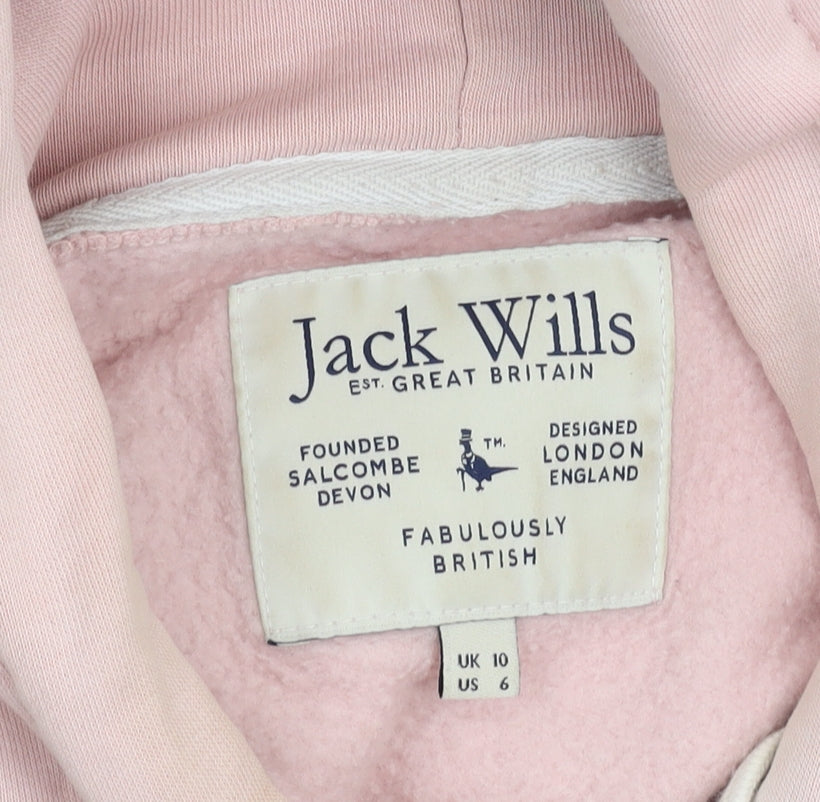 Jack Wills
EST. GREAT BRITAIN
FOUNDED
SALCOMBE
DEVON
TM.
DESIGNED
LONDON
ENGLAND
FABULOUSLY
BRITISH
UK 10
US 6